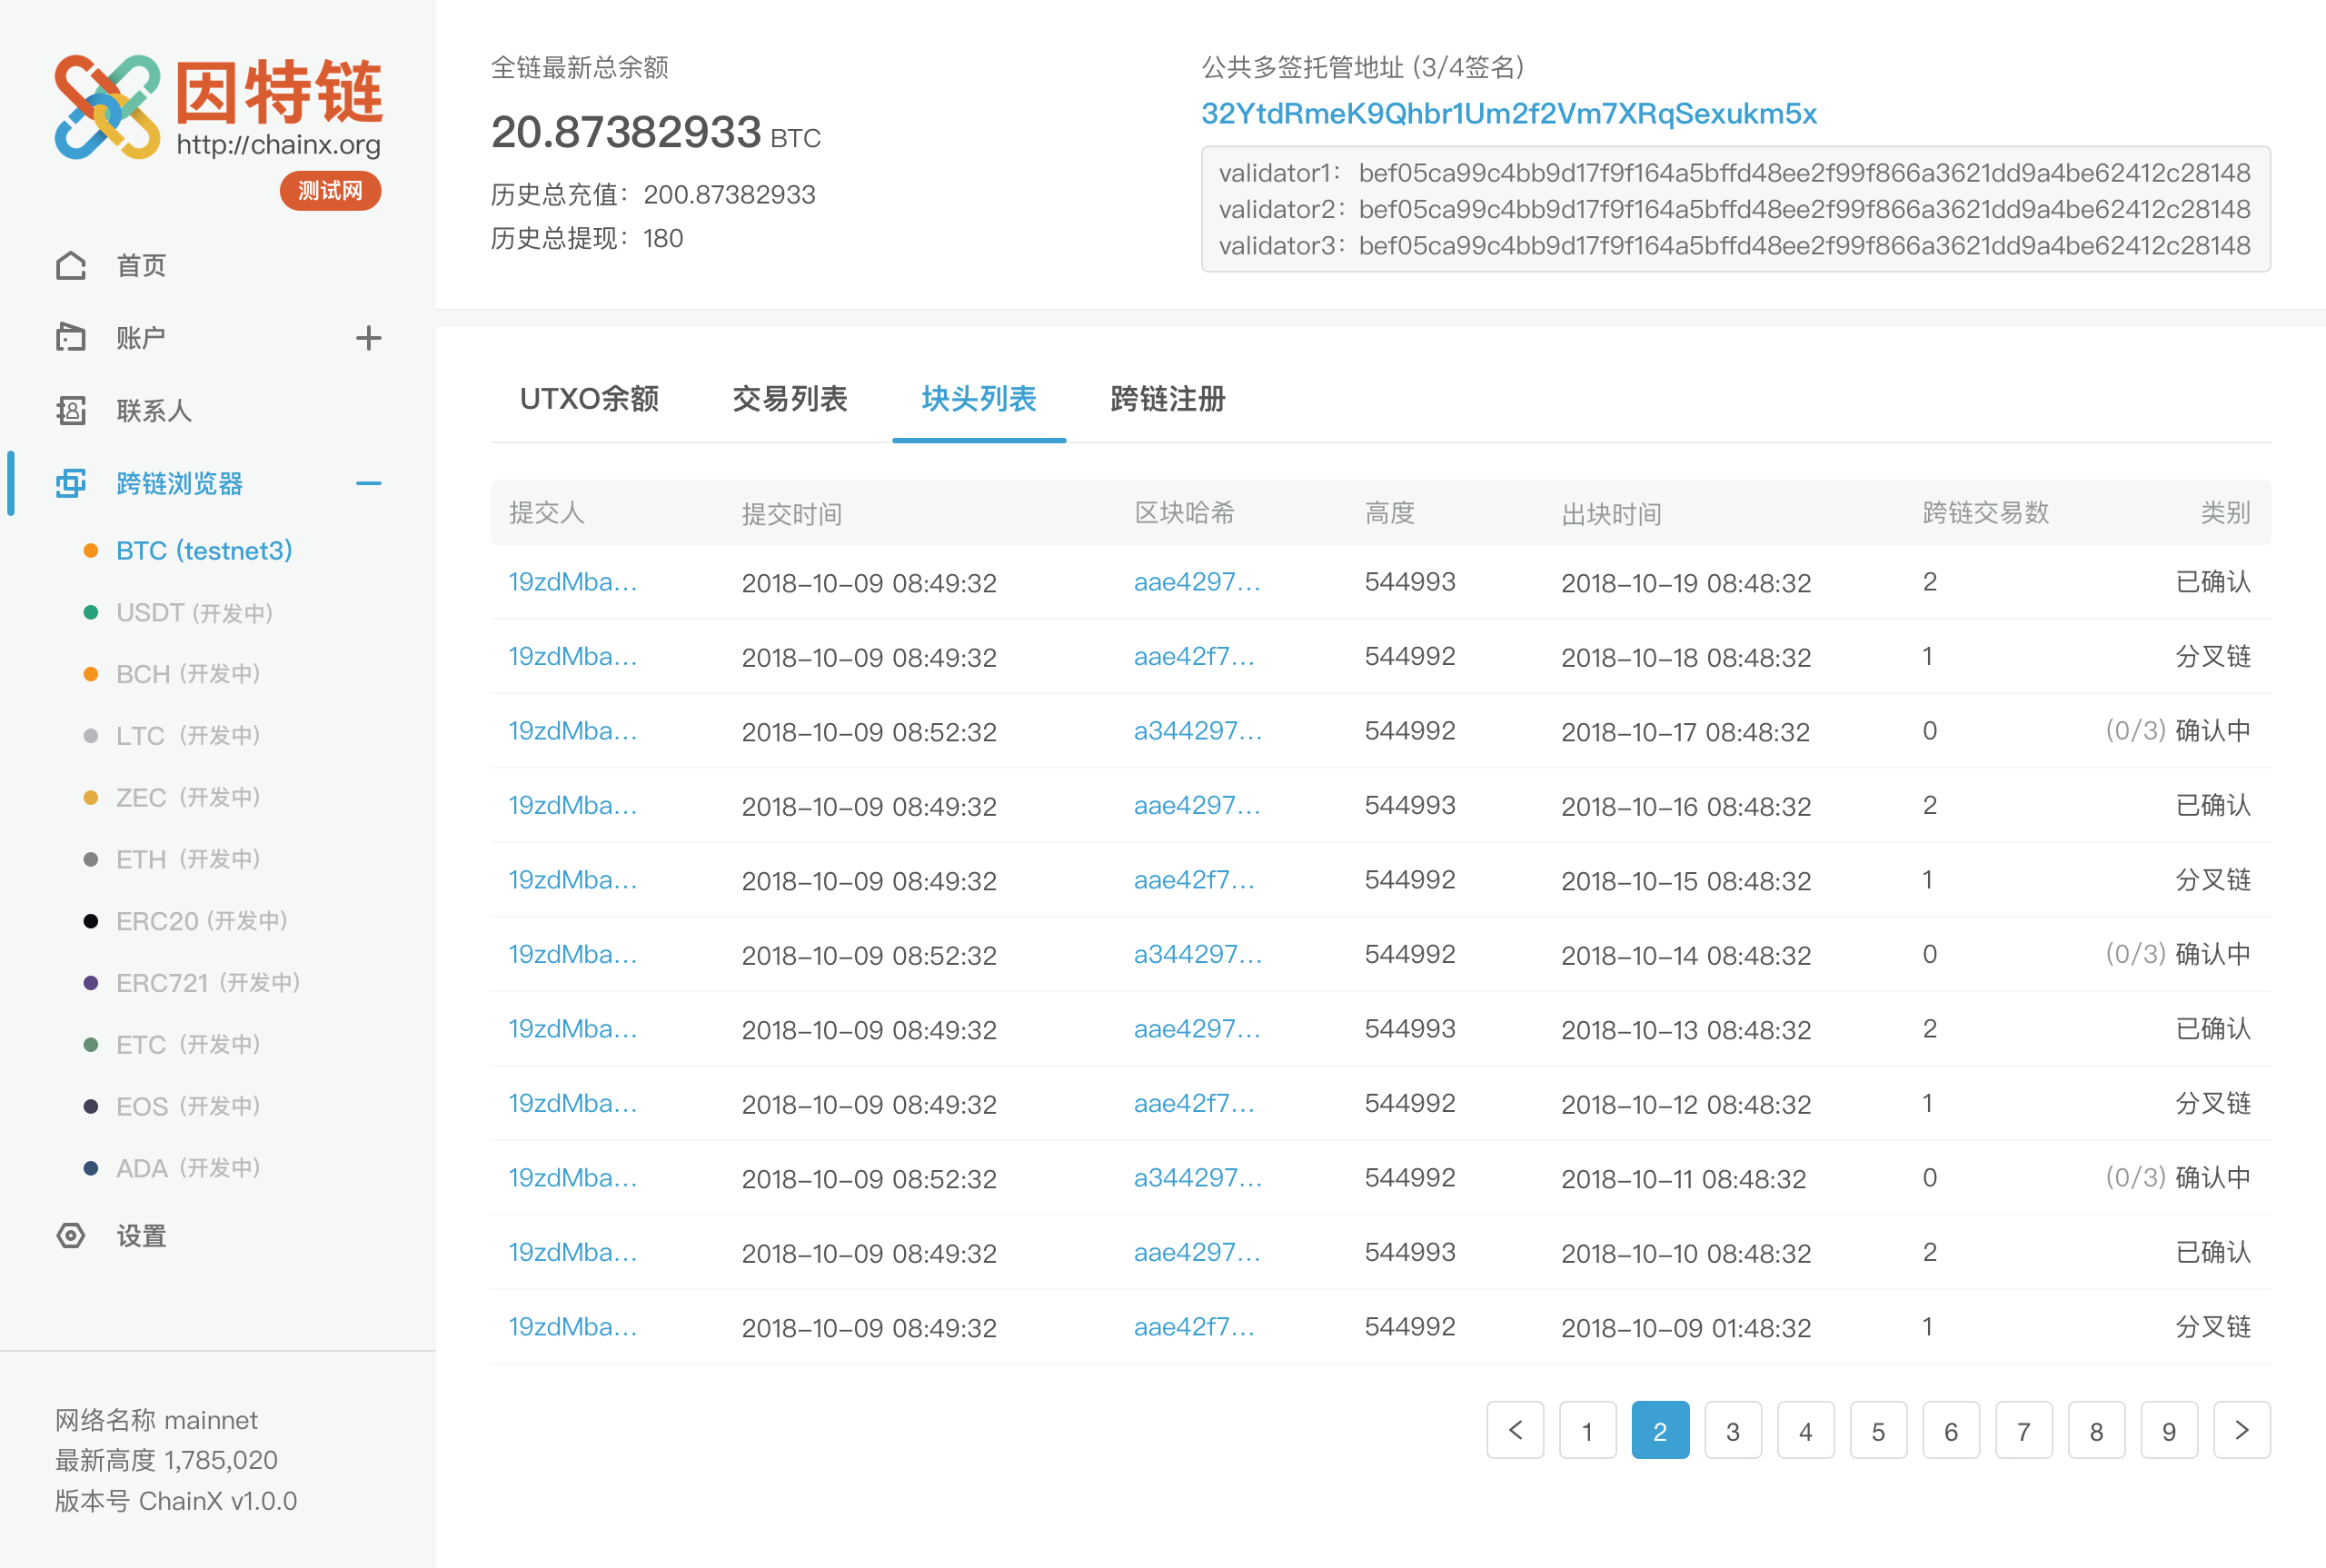 因特链
http://chainx.org
测试网
首页
账户
联系人
跨链浏览器
BTC (testnet3)
USDT (开发中)
BCH (开发中)
LTC (开发中)
ZEC (开发中)
ETH (开发中)
ERC20 (开发中)
ERC721 (开发中)
ETC (开发中)
EOS (开发中)
ADA (开发中)
设置
网络名称 mainnet
最新高度 1,785,020
版本号 ChainX v1.0.0
全链最新总余额
20.87382933 BTC
历史总充值：200.87382933
历史总提现：180
公共多签托管地址 (3/4签名)
32YtdRmeK9Qhbr1Um2f2Vm7XRqSexukm5x
validator1：bef05ca99c4bb9d17f9f164a5bffd48ee2f99f866a3621dd9a4be62412c28148
validator2：bef05ca99c4bb9d17f9f164a5bffd48ee2f99f866a3621dd9a4be62412c28148
validator3：bef05ca99c4bb9d17f9f164a5bffd48ee2f99f866a3621dd9a4be62412c28148
UTXO余额 交易列表 块头列表 跨链注册
提交人 提交时间 区块哈希 高度 出块时间 跨链交易数 类别
19zdMba... 2018-10-09 08:49:32 aae4297... 544993 2018-10-19 08:48:32 2 已确认
19zdMba... 2018-10-09 08:49:32 aae42f7... 544992 2018-10-18 08:48:32 1 分叉链
19zdMba... 2018-10-09 08:52:32 a344297... 544992 2018-10-17 08:48:32 0 (0/3) 确认中
19zdMba... 2018-10-09 08:49:32 aae4297... 544993 2018-10-16 08:48:32 2 已确认
19zdMba... 2018-10-09 08:49:32 aae42f7... 544992 2018-10-15 08:48:32 1 分叉链
19zdMba... 2018-10-09 08:52:32 a344297... 544992 2018-10-14 08:48:32 0 (0/3) 确认中
19zdMba... 2018-10-09 08:49:32 aae4297... 544993 2018-10-13 08:48:32 2 已确认
19zdMba... 2018-10-09 08:49:32 aae42f7... 544992 2018-10-12 08:48:32 1 分叉链
19zdMba... 2018-10-09 08:52:32 a344297... 544992 2018-10-11 08:48:32 0 (0/3) 确认中
19zdMba... 2018-10-09 08:49:32 aae4297... 544993 2018-10-10 08:48:32 2 已确认
19zdMba... 2018-10-09 08:49:32 aae42f7... 544992 2018-10-09 01:48:32 1 分叉链
< 1 2 3 4 5 6 7 8 9 >